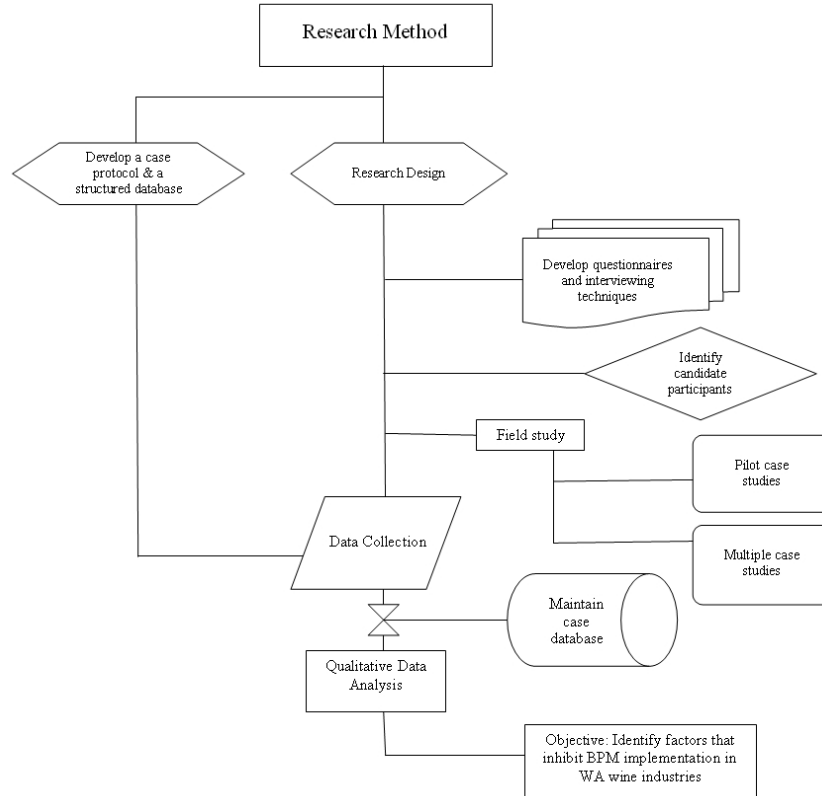 Research Method
Develop a case
protocol & a
structured database
Research Design
Develop questionnaires
and interviewing
techniques
Identify
candidate
participants
Field study
Pilot case
studies
Data Collection
Multiple case
studies
Maintain
case
database
Qualitative Data
Analysis
Objective: Identify factors that
inhibit BPM implementation in
WA wine industries